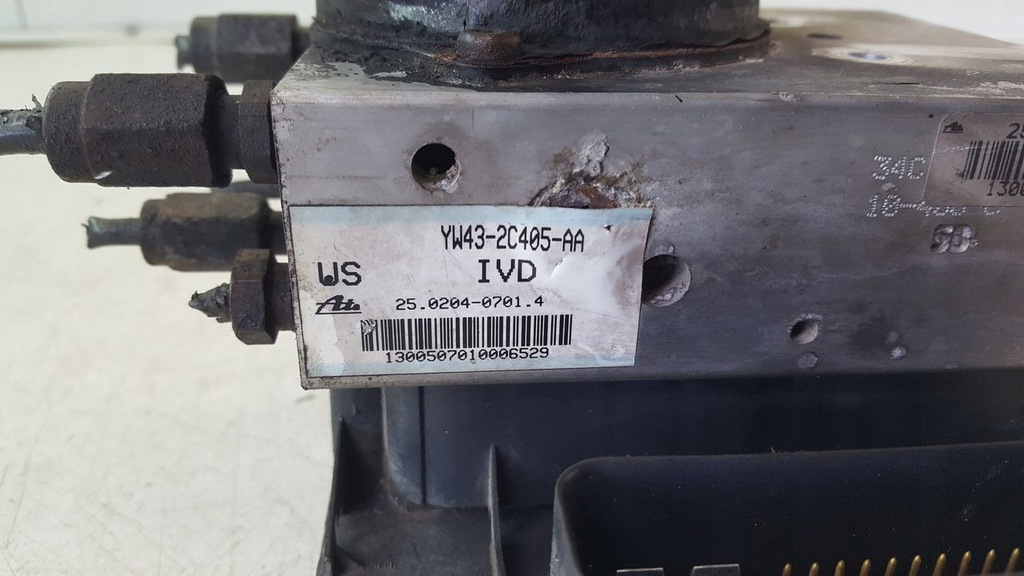 YW43-2C405-AA
WS IVD
Ate 25.0204-0701.4
1300507010006529
34C